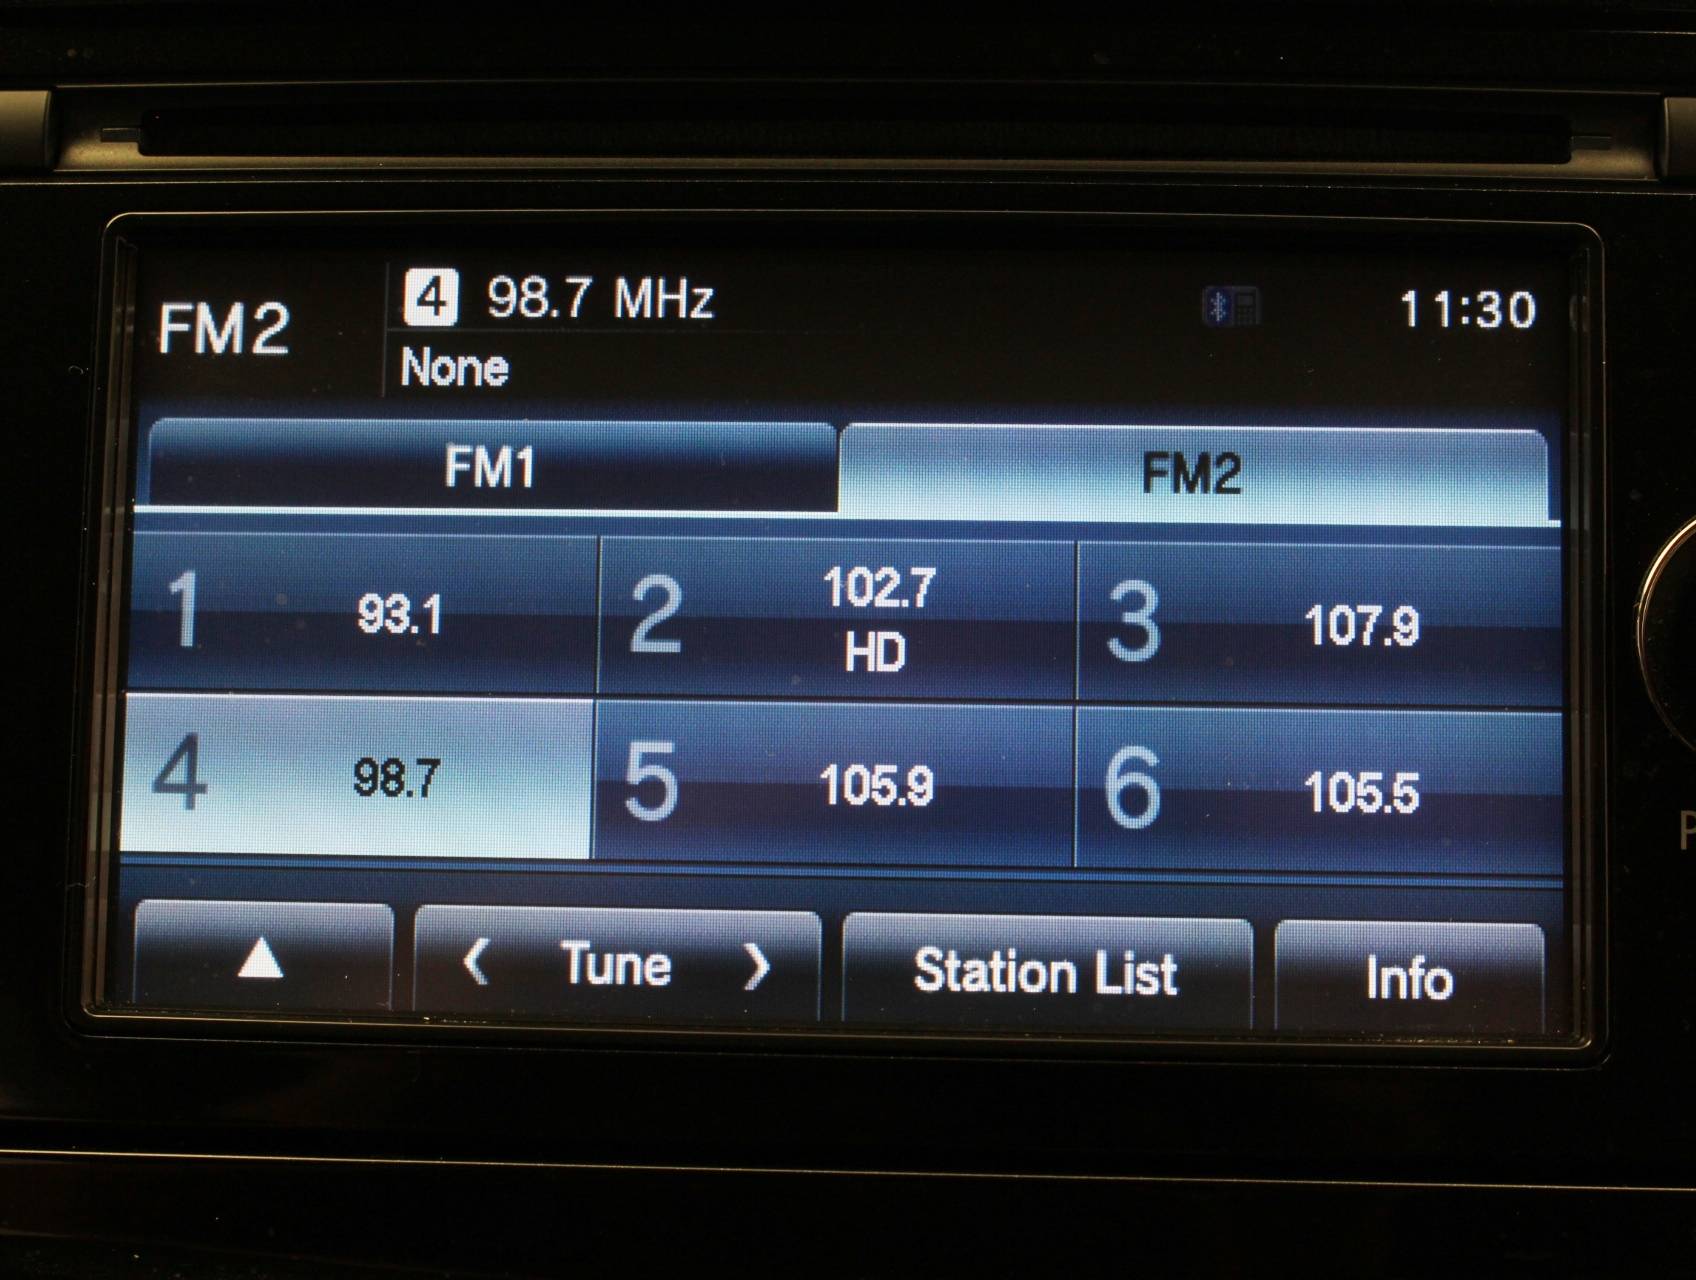 FM2
4 98.7 MHz
None
11:30
FM1 FM2
1 93.1
2 102.7
HD
3 107.9
4 98.7
5 105.9
6 105.5
Tune
Station List
Info
P